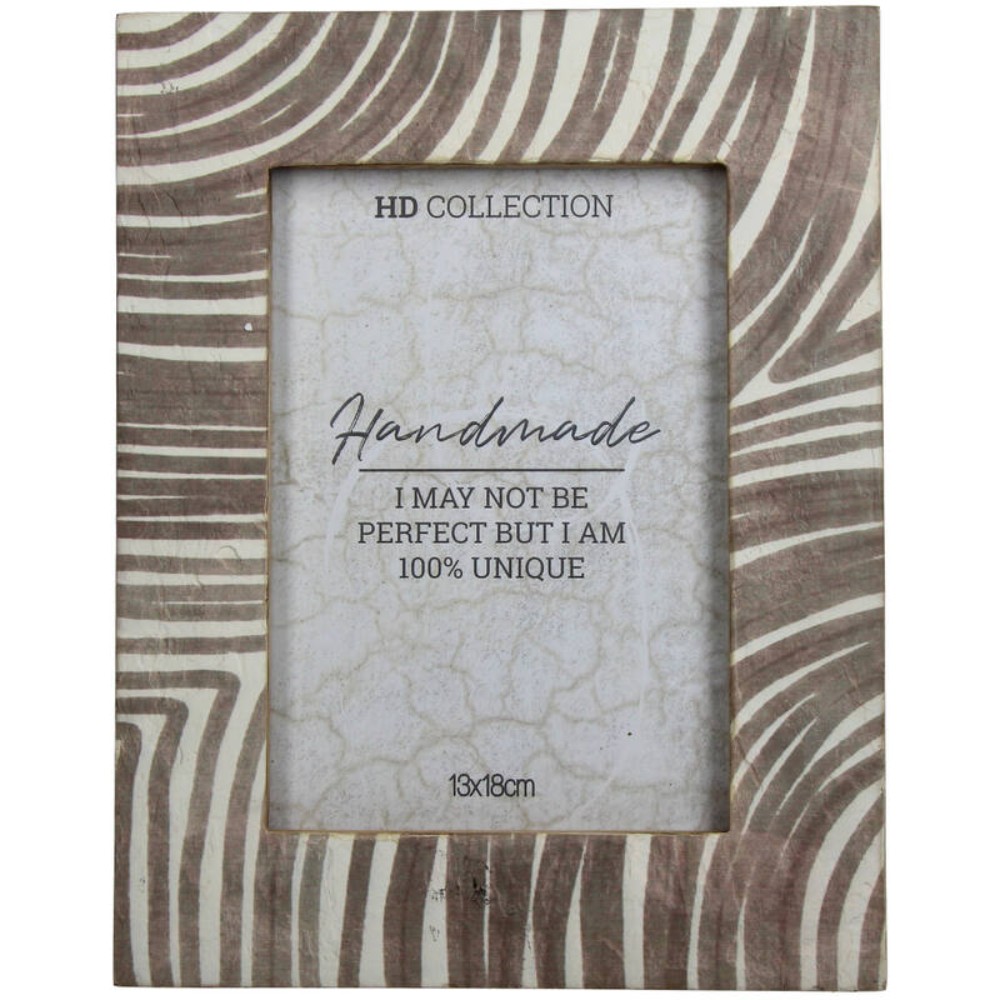 HD COLLECTION
Handmade
I MAY NOT BE
PERFECT BUT I AM
100% UNIQUE
13x18cm